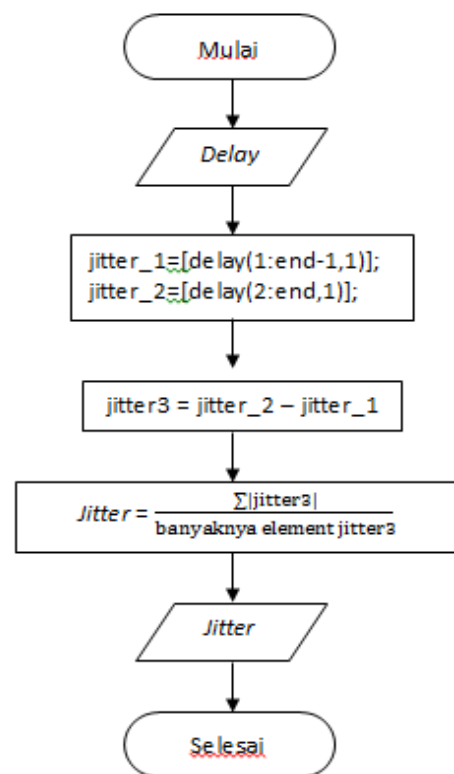 Mulai
Delay
jitter_1=[delay(1:end-1,1)];
jitter_2=[delay(2:end,1)];
jitter3 = jitter_2 – jitter_1
Jitter = ∑|jitter3|
banyaknya element jitter3
Jitter
Selesai